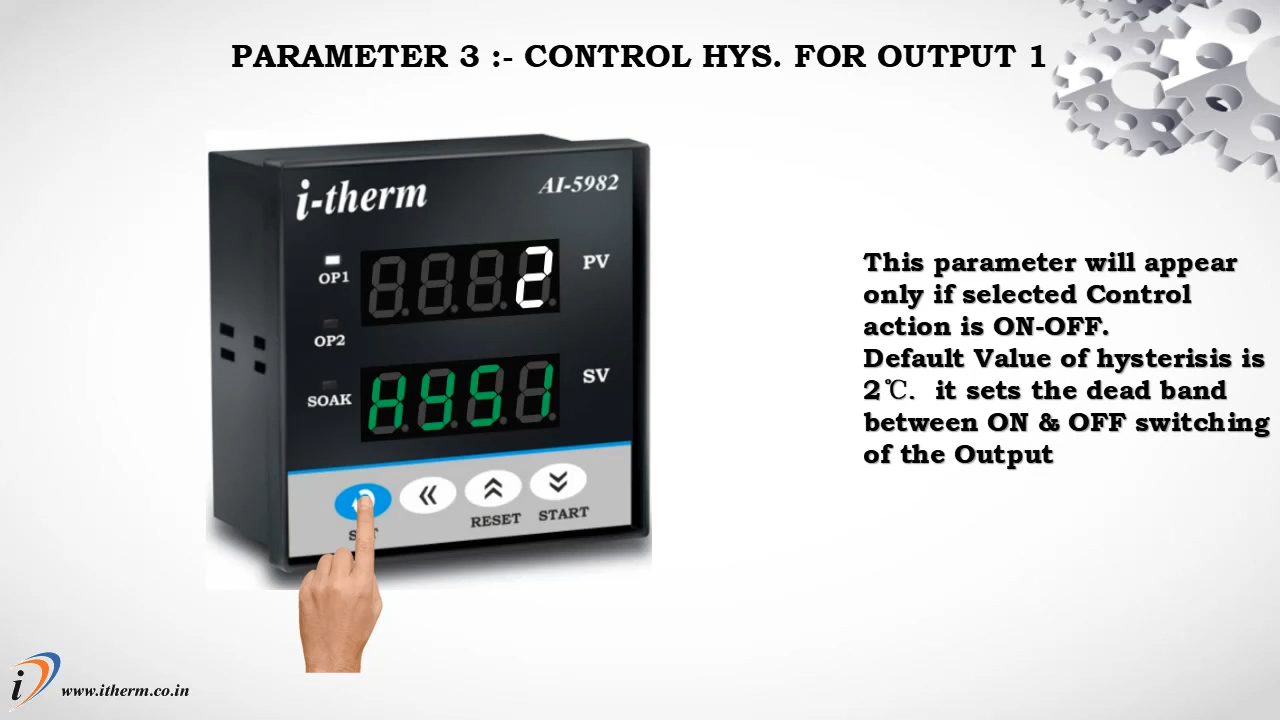 PARAMETER 3 :- CONTROL HYS. FOR OUTPUT 1
i-therm
AI-5982
OP1
2
PV
OP2
SOAK
HYS1
SV
RESET
START
This parameter will appear
only if selected Control
action is ON-OFF.
Default Value of hysterisis is
2℃. it sets the dead band
between ON & OFF switching
of the Output
i
www.itherm.co.in